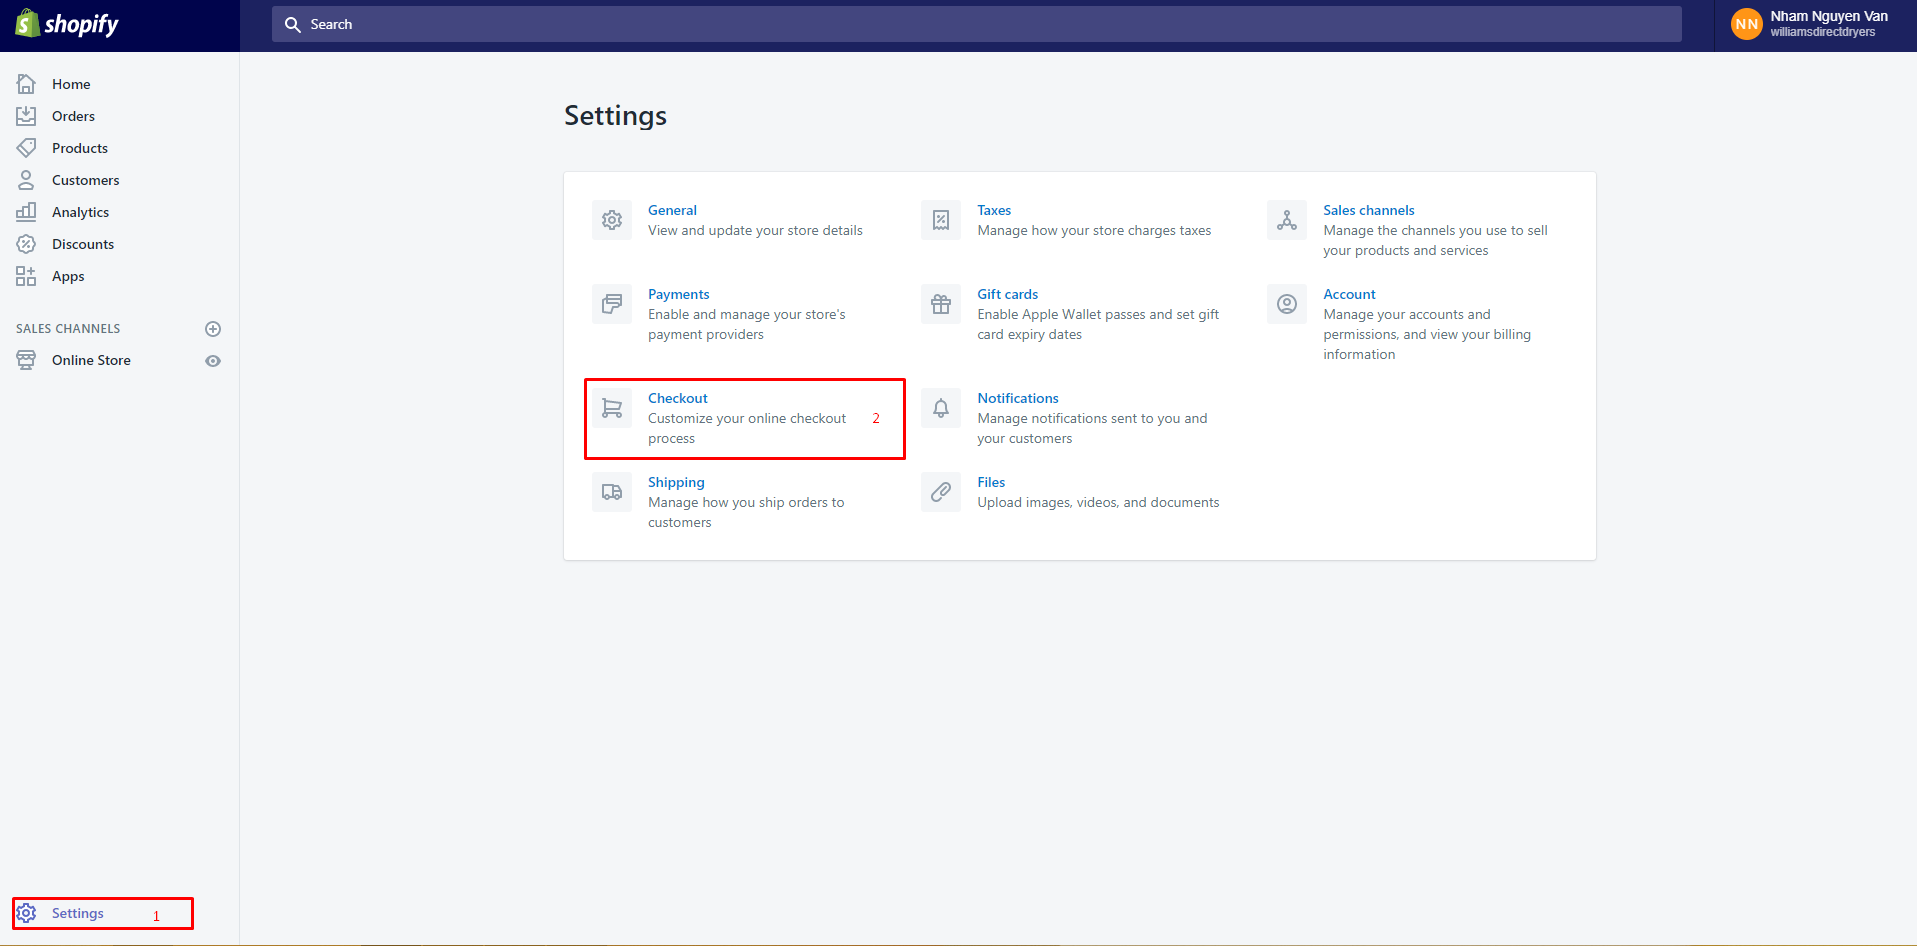 shopify
Search
NN
Nham Nguyen Van
williamsdirectdryers
Home
Orders
Products
Customers
Analytics
Discounts
Apps
SALES CHANNELS
Online Store
Settings 1
Settings
General
View and update your store details
Taxes
Manage how your store charges taxes
Sales channels
Manage the channels you use to sell
your products and services
Payments
Enable and manage your store's
payment providers
Gift cards
Enable Apple Wallet passes and set gift
card expiry dates
Account
Manage your accounts and
permissions, and view your billing
information
Checkout
Customize your online checkout 2
process
Notifications
Manage notifications sent to you and
your customers
Shipping
Manage how you ship orders to
customers
Files
Upload images, videos, and documents